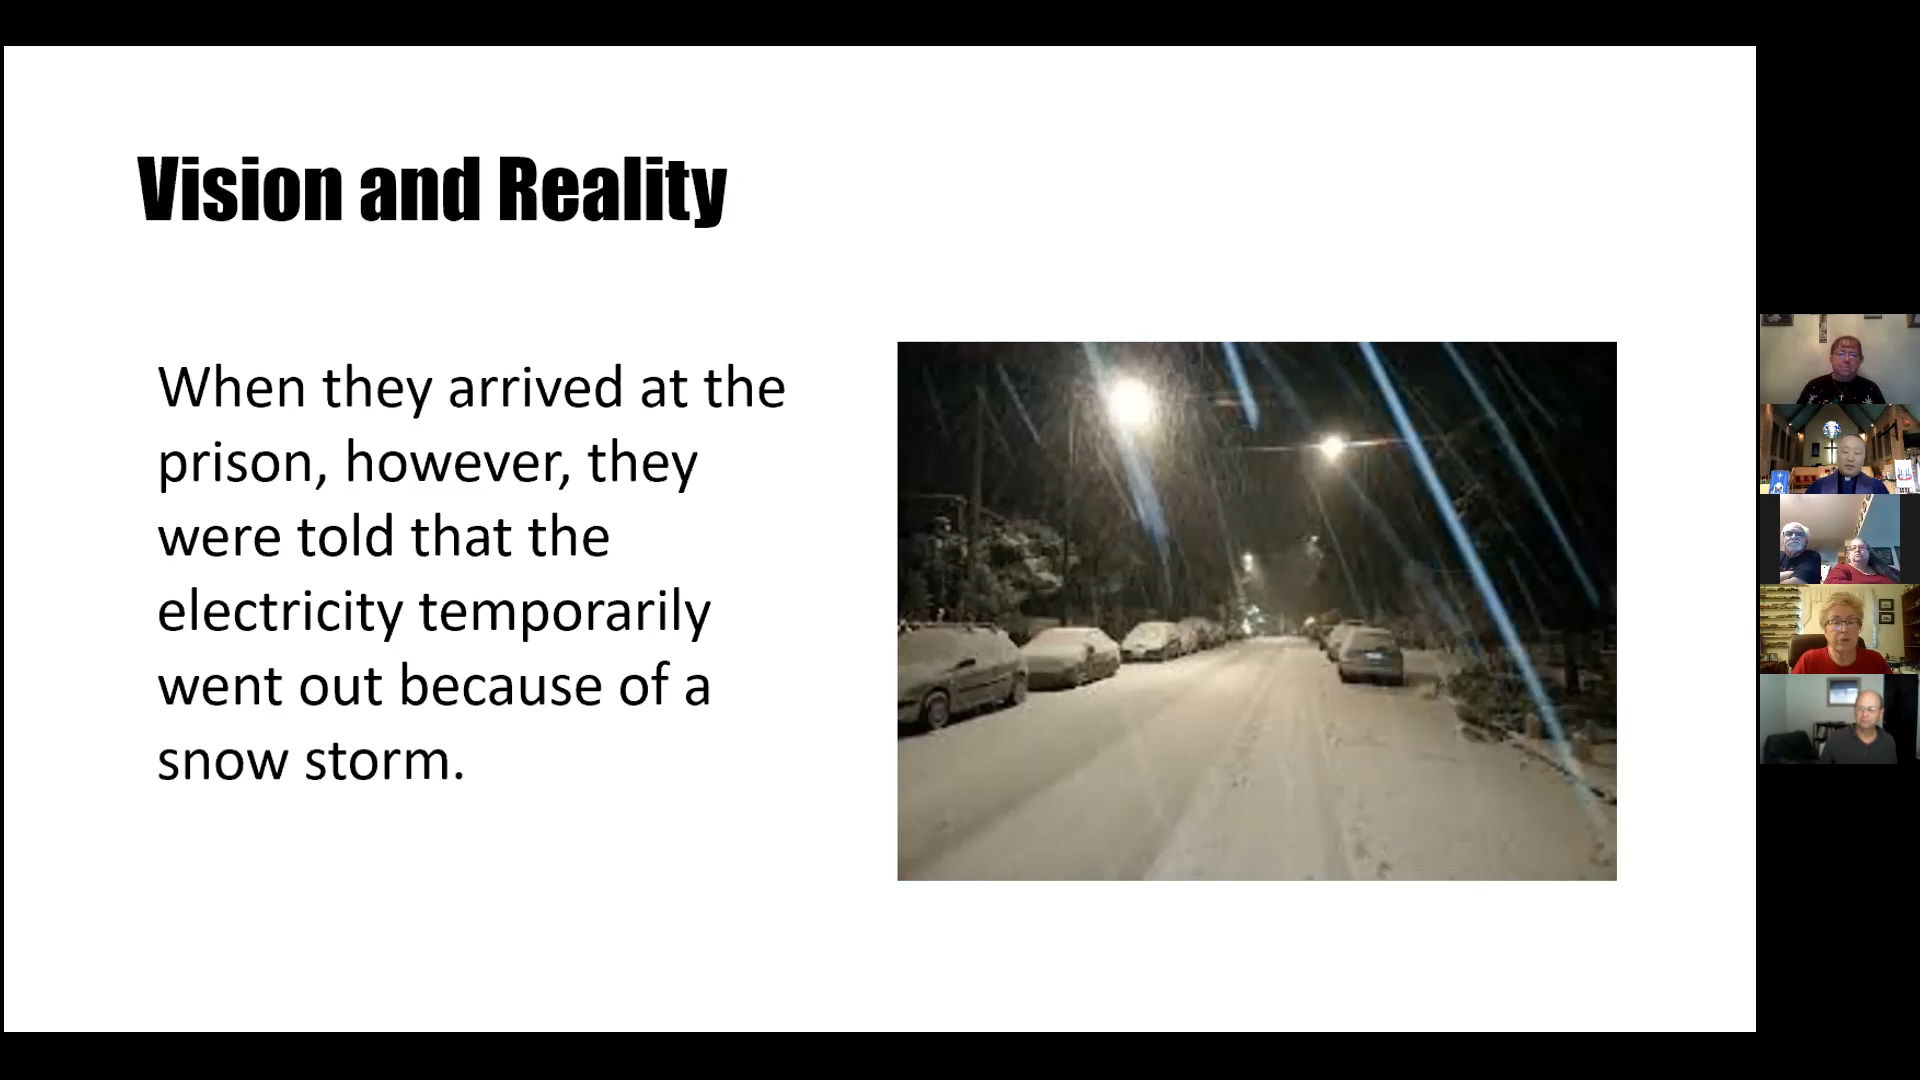 Vision and Reality
When they arrived at the
prison, however, they
were told that the
electricity temporarily
went out because of a
snow storm.